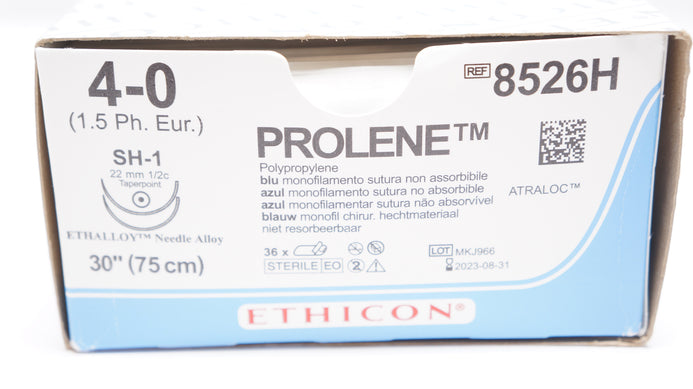 4-0
(1.5 Ph. Eur.)
SH-1
22 mm 1/2c
Taperpoint
ETHALLOY™ Needle Alloy
30" (75 cm)
REF 8526H
PROLENE™
Polypropylene
blu monofilamento sutura non assorbibile
azul monofilamento sutura no absorbible
azul monofilamentar sutura não absorvível
blauw monofil chirur. hechtmateriaal
niet resorbeerbaar
ATRALOC™
36 x
STERILE EO 2
LOT MKJ966
2023-08-31
ETHICON®